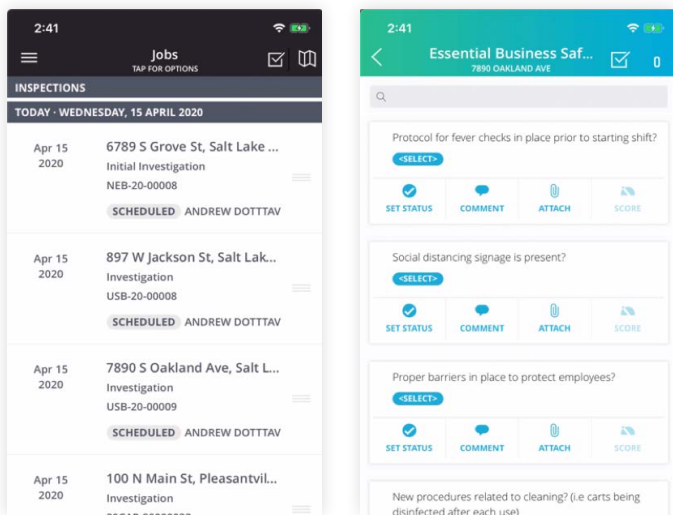 2:41
Jobs
TAP FOR OPTIONS
INSPECTIONS
TODAY · WEDNESDAY, 15 APRIL 2020
Apr 15
2020
6789 S Grove St, Salt Lake ...
Initial Investigation
NEB-20-00008
SCHEDULED ANDREW DOTTTAV
Apr 15
2020
897 W Jackson St, Salt Lak...
Investigation
USB-20-00008
SCHEDULED ANDREW DOTTTAV
Apr 15
2020
7890 S Oakland Ave, Salt L...
Investigation
USB-20-00009
SCHEDULED ANDREW DOTTTAV
Apr 15
2020
100 N Main St, Pleasantvil...
Investigation
2:41
Essential Business Saf...
7890 OAKLAND AVE
0
Protocol for fever checks in place prior to starting shift?
<SELECT>
SET STATUS COMMENT ATTACH SCORE
Social distancing signage is present?
<SELECT>
SET STATUS COMMENT ATTACH SCORE
Proper barriers in place to protect employees?
<SELECT>
SET STATUS COMMENT ATTACH SCORE
New procedures related to cleaning? (i.e carts being
disinfected after each use)